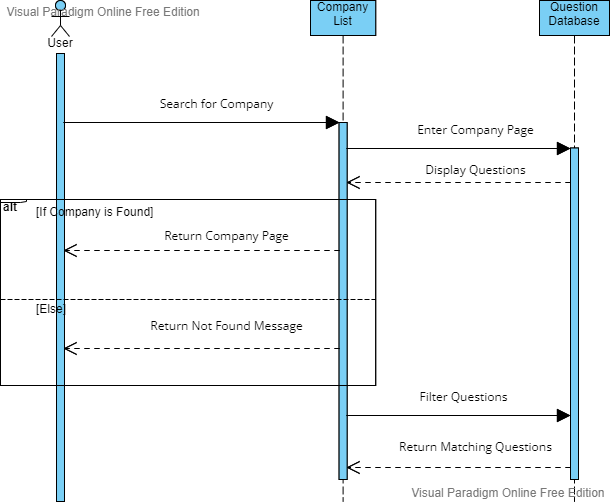 Visual Paradigm Online Free Edition
User
Company
List
Question
Database
Search for Company
Enter Company Page
Display Questions
alt
[If Company is Found]
Return Company Page
[Else]
Return Not Found Message
Filter Questions
Return Matching Questions
Visual Paradigm Online Free Edition